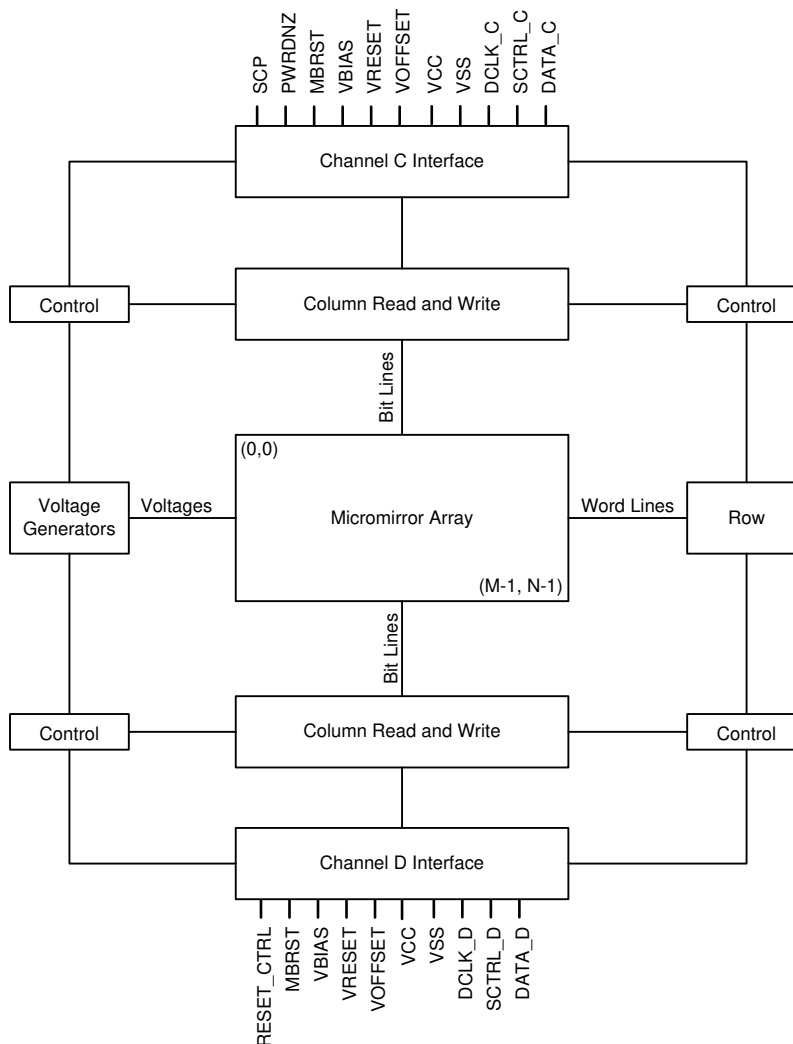 SCP
PWRDNZ
MBRST
VBIAS
VRESET
VOFFSET
VCC
VSS
DCLK_C
SCTRL_C
DATA_C
Channel C Interface
Control
Column Read and Write
Control
Bit Lines
(0,0)
Voltage
Generators
Voltages
Micromirror Array
Word Lines
Row
(M-1, N-1)
Bit Lines
Control
Column Read and Write
Control
Channel D Interface
RESET_CTRL
MBRST
VBIAS
VRESET
VOFFSET
VCC
VSS
DCLK_D
SCTRL_D
DATA_D